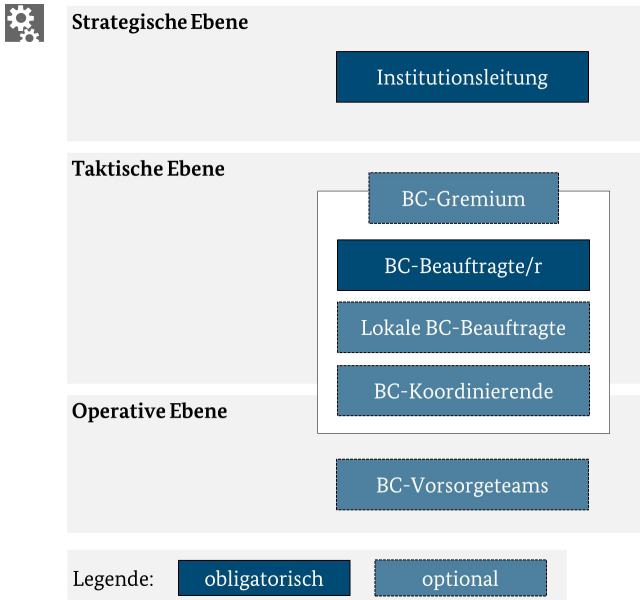 Strategische Ebene
Institutionsleitung
Taktische Ebene
BC-Gremium
BC-Beauftragte/r
Lokale BC-Beauftragte
BC-Koordinierende
Operative Ebene
BC-Vorsorgeteams
Legende: obligatorisch optional